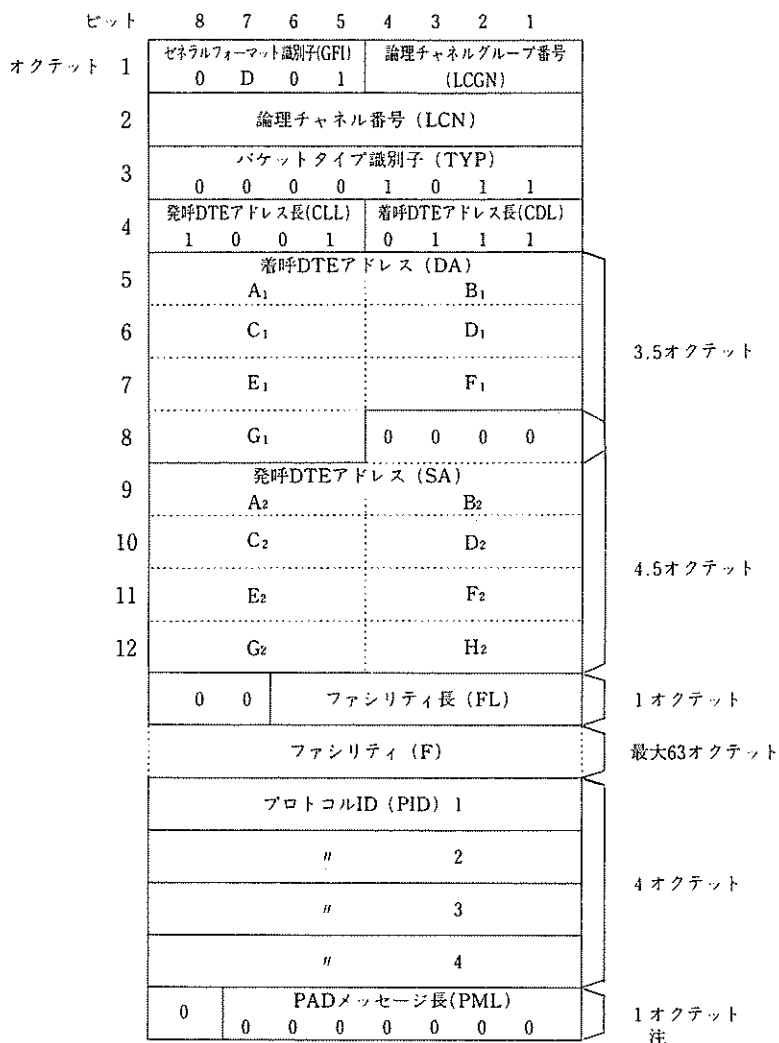 ビット 8 7 6 5 4 3 2 1
オクテット 1 ゼネラルフォーマット識別子(GFI) 論理チャネルグループ番号
0 D 0 1 (LCGN)
2 論理チャネル番号 (LCN)
パケットタイプ識別子 (TYP)
3 0 0 0 0 1 0 1 1
発呼DTEアドレス長(CLL) 着呼DTEアドレス長(CDL)
4 1 0 0 1 0 1 1 1
着呼DTEアドレス (DA)
5 A1 B1
6 C1 D1
3.5オクテット
7 E1 F1
8 G1 0 0 0 0
発呼DTEアドレス (SA)
9 A2 B2
10 C2 D2
4.5オクテット
11 E2 F2
12 G2 H2
0 0 ファシリティ長 (FL) 1オクテット
ファシリティ (F) 最大63オクテット
プロトコルID (PID) 1
〃 2
4オクテット
〃 3
〃 4
0 PADメッセージ長(PML)
0 0 0 0 0 0 0 1オクテット
注